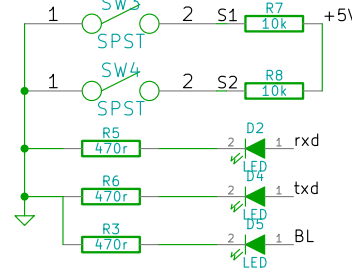 SW3
1 2 S1 R7 10k +5V
SPST
SW4
1 2 S2 R8 10k
SPST
R5 470r 2 D2 1 rxd
LED
R6 470r 2 D4 1 txd
LED
R3 470r 2 D5 1 BL
LED